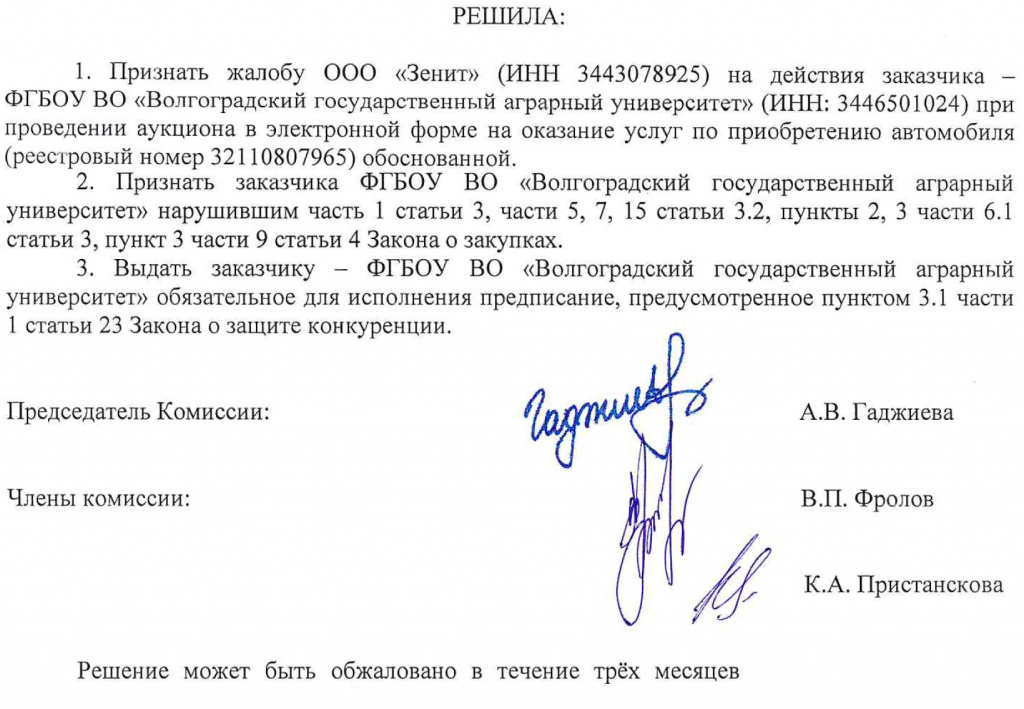 РЕШИЛА:
1. Признать жалобу ООО «Зенит» (ИНН 3443078925) на действия заказчика –
ФГБОУ ВО «Волгоградский государственный аграрный университет» (ИНН: 3446501024) при
проведении аукциона в электронной форме на оказание услуг по приобретению автомобиля
(реестровый номер 32110807965) обоснованной.
2. Признать заказчика ФГБОУ ВО «Волгоградский государственный аграрный
университет» нарушившим часть 1 статьи 3, части 5, 7, 15 статьи 3.2, пункты 2, 3 части 6.1
статьи 3, пункт 3 части 9 статьи 4 Закона о закупках.
3. Выдать заказчику – ФГБОУ ВО «Волгоградский государственный аграрный
университет» обязательное для исполнения предписание, предусмотренное пунктом 3.1 части
1 статьи 23 Закона о защите конкуренции.
Председатель Комиссии: А.В. Гаджиева
Члены комиссии: В.П. Фролов
К.А. Пристанскова
Решение может быть обжаловано в течение трёх месяцев